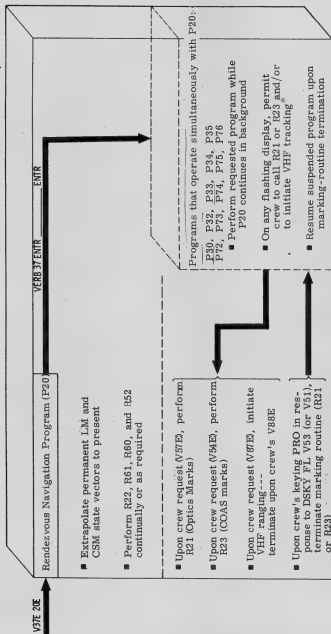 V37E 20E
VERB 37 ENTR
ENTR
Rendezvous Navigation Program (P20)
■ Extrapolate permanent LM and
CSM state vectors to present
■ Perform R22, R61, R60, and R52
continually or as required
Programs that operate simultaneously with P20:
P30, P32, P33, P34, P35
P72, P73, P74, P75, P76
■ Perform requested program while
P20 continues in background
■ On any flashing display, permit
crew to call R21 or R23 and/or
to initiate VHF tracking*
■ Resume suspended program upon
marking-routine termination
■ Upon crew request (V57E), perform
R21 (Optics Marks)
■ Upon crew request (V54E), perform
R23 (COAS marks)
■ Upon crew request (V87E), initiate
VHF ranging---
terminate upon crew's V88E
■ Upon crew's keying PRO in res-
ponse to DSKY FL V53 (or V51),
terminate marking routine (R21
or R23)